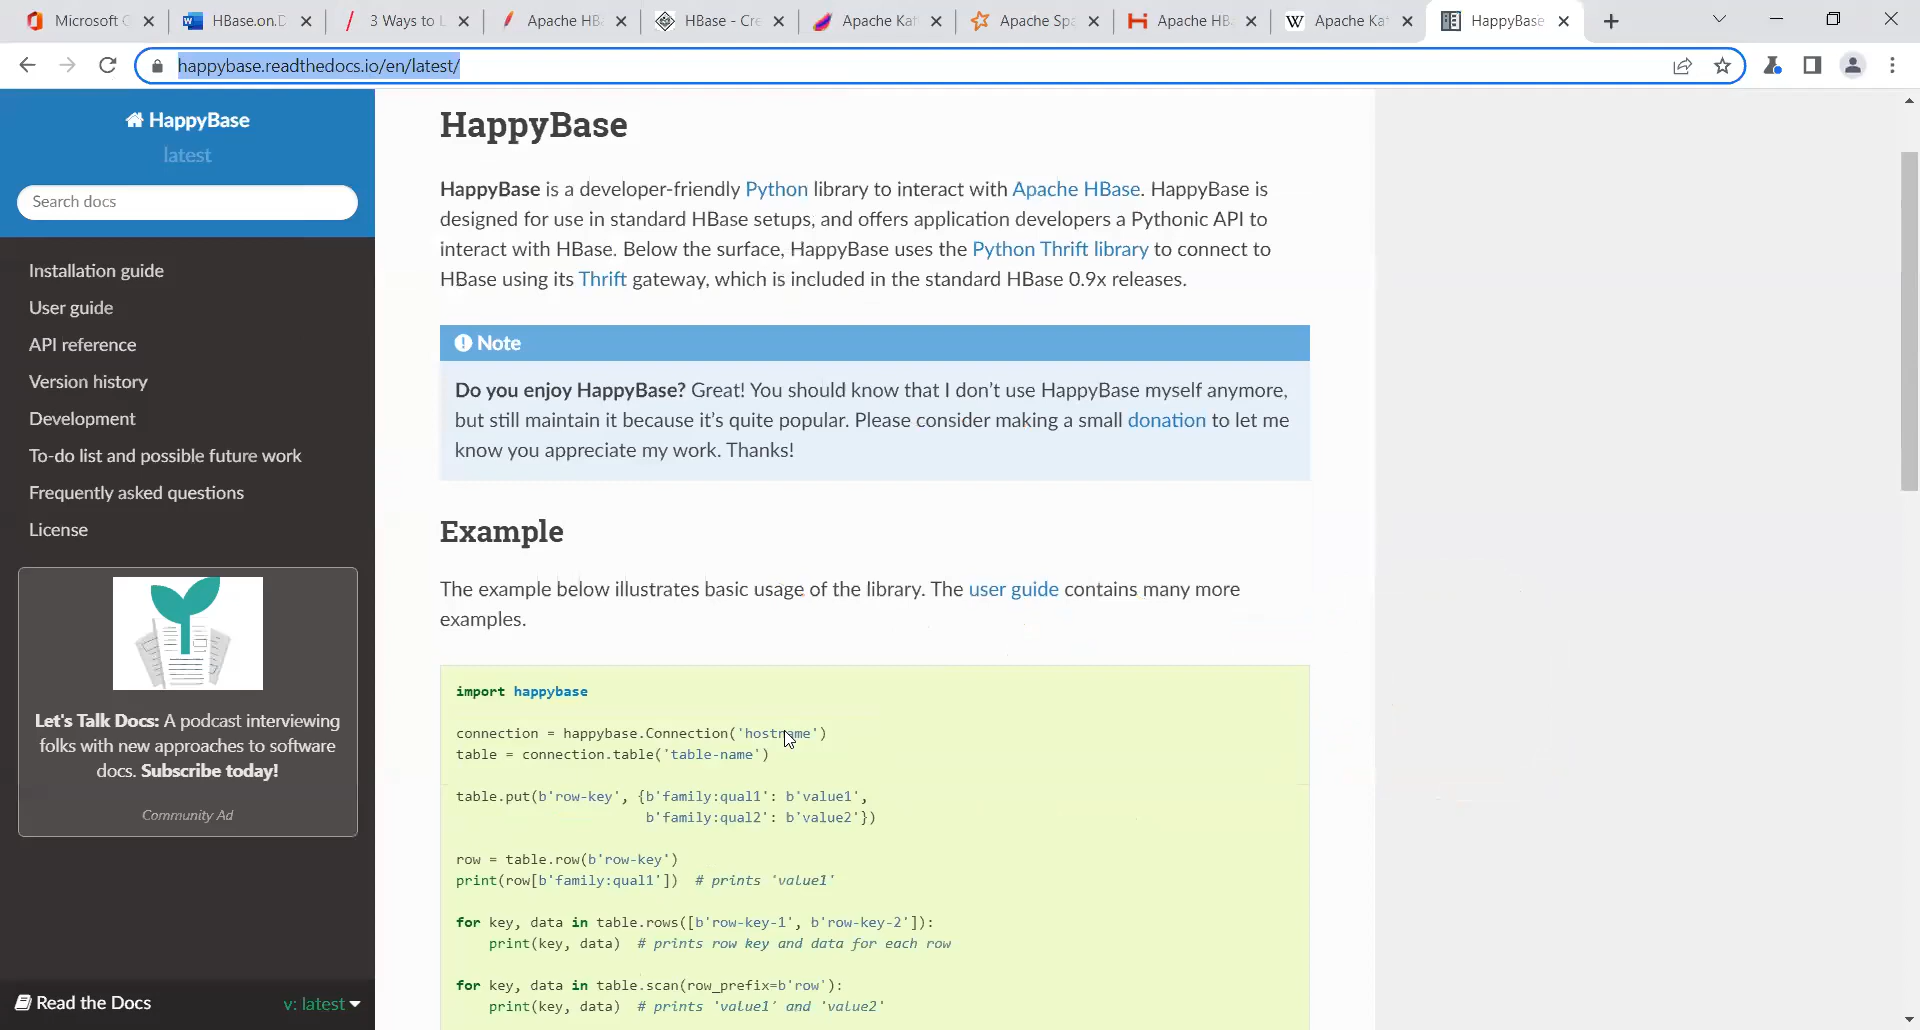 Microsoft O
HBase.on.D
3 Ways to L
Apache HB
HBase - Cre
Apache Kaf
Apache Spa
Apache HB
Apache Kaf
HappyBase
happybase.readthedocs.io/en/latest/
HappyBase
latest
Search docs
Installation guide
User guide
API reference
Version history
Development
To-do list and possible future work
Frequently asked questions
License
Let's Talk Docs: A podcast interviewing
folks with new approaches to software
docs. Subscribe today!
Community Ad
Read the Docs
v: latest
HappyBase
HappyBase is a developer-friendly Python library to interact with Apache HBase. HappyBase is
designed for use in standard HBase setups, and offers application developers a Pythonic API to
interact with HBase. Below the surface, HappyBase uses the Python Thrift library to connect to
HBase using its Thrift gateway, which is included in the standard HBase 0.9x releases.
Note
Do you enjoy HappyBase? Great! You should know that I don't use HappyBase myself anymore,
but still maintain it because it's quite popular. Please consider making a small donation to let me
know you appreciate my work. Thanks!
Example
The example below illustrates basic usage of the library. The user guide contains many more
examples.
import happybase
connection = happybase.Connection('hostname')
table = connection.table('table-name')
table.put(b'row-key', {b'family:qual1': b'value1',
b'family:qual2': b'value2'})
row = table.row(b'row-key')
print(row[b'family:qual1']) # prints 'value1'
for key, data in table.rows([b'row-key-1', b'row-key-2']):
print(key, data) # prints row key and data for each row
for key, data in table.scan(row_prefix=b'row'):
print(key, data) # prints 'value1' and 'value2'